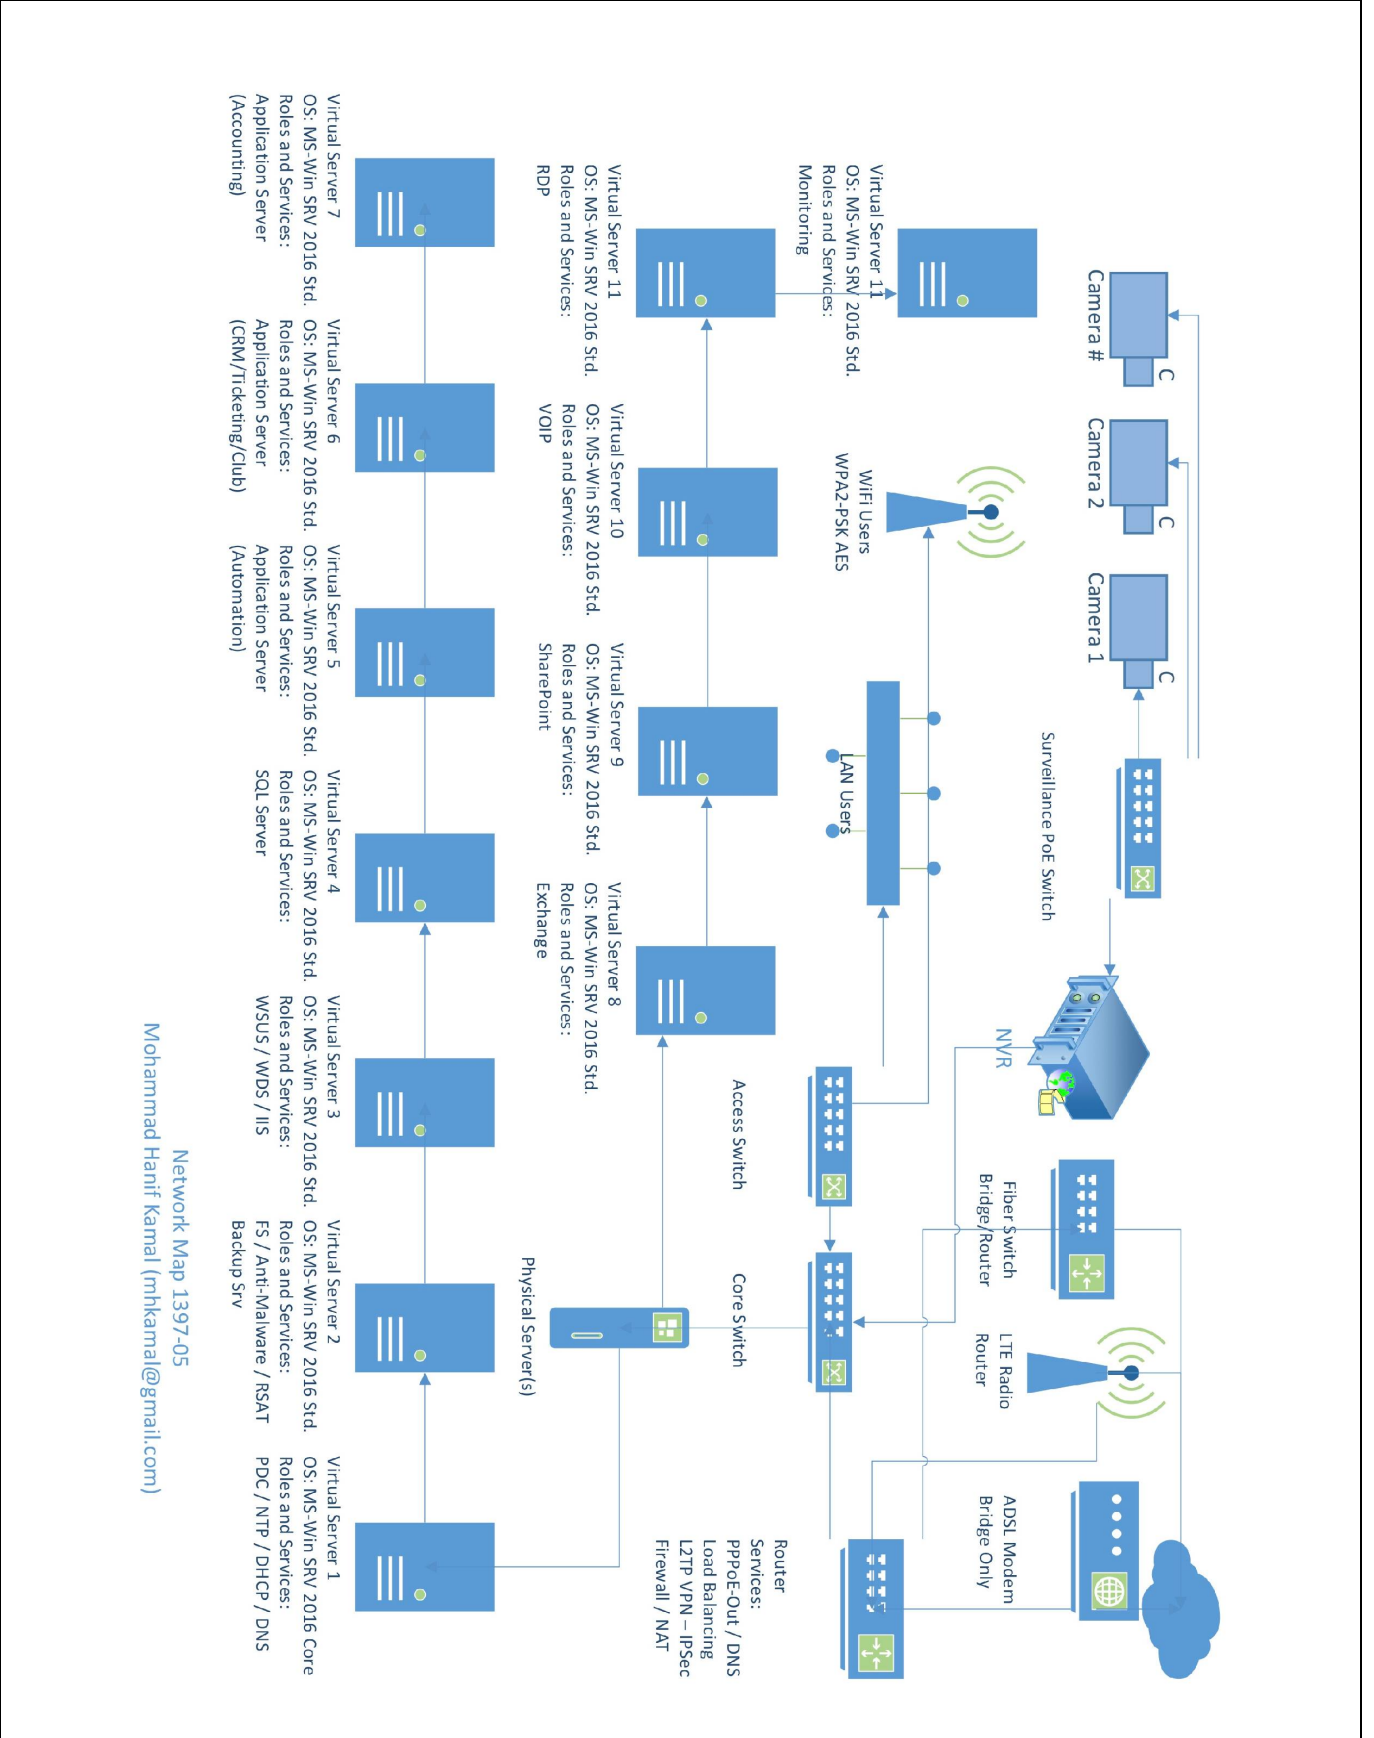 Camera #
C
Camera 2
C
Camera 1
C
Surveillance PoE Switch
NVR
Fiber Switch
Bridge/Router
LTE Radio
Router
ADSL Modem
Bridge Only
WiFi Users
WPA2-PSK AES
LAN Users
Access Switch
Core Switch
Router
Services:
PPPoE-Out / DNS
Load Balancing
L2TP VPN – IPSec
Firewall / NAT
Physical Server(s)
Virtual Server 11
OS: MS-Win SRV 2016 Std.
Roles and Services:
Monitoring
Virtual Server 11
OS: MS-Win SRV 2016 Std.
Roles and Services:
RDP
Virtual Server 10
OS: MS-Win SRV 2016 Std.
Roles and Services:
VOIP
Virtual Server 9
OS: MS-Win SRV 2016 Std.
Roles and Services:
SharePoint
Virtual Server 8
OS: MS-Win SRV 2016 Std.
Roles and Services:
Exchange
Virtual Server 7
OS: MS-Win SRV 2016 Std.
Roles and Services:
Application Server
(Accounting)
Virtual Server 6
OS: MS-Win SRV 2016 Std.
Roles and Services:
Application Server
(CRM/Ticketing/Club)
Virtual Server 5
OS: MS-Win SRV 2016 Std.
Roles and Services:
Application Server
(Automation)
Virtual Server 4
OS: MS-Win SRV 2016 Std.
Roles and Services:
SQL Server
Virtual Server 3
OS: MS-Win SRV 2016 Std.
Roles and Services:
WSUS / WDS / IIS
Virtual Server 2
OS: MS-Win SRV 2016 Std.
Roles and Services:
FS / Anti-Malware / RSAT
Backup Srv
Virtual Server 1
OS: MS-Win SRV 2016 Core
Roles and Services:
PDC / NTP / DHCP / DNS
Network Map 1397-05
Mohammad Hanif Kamal (mhkamal@gmail.com)